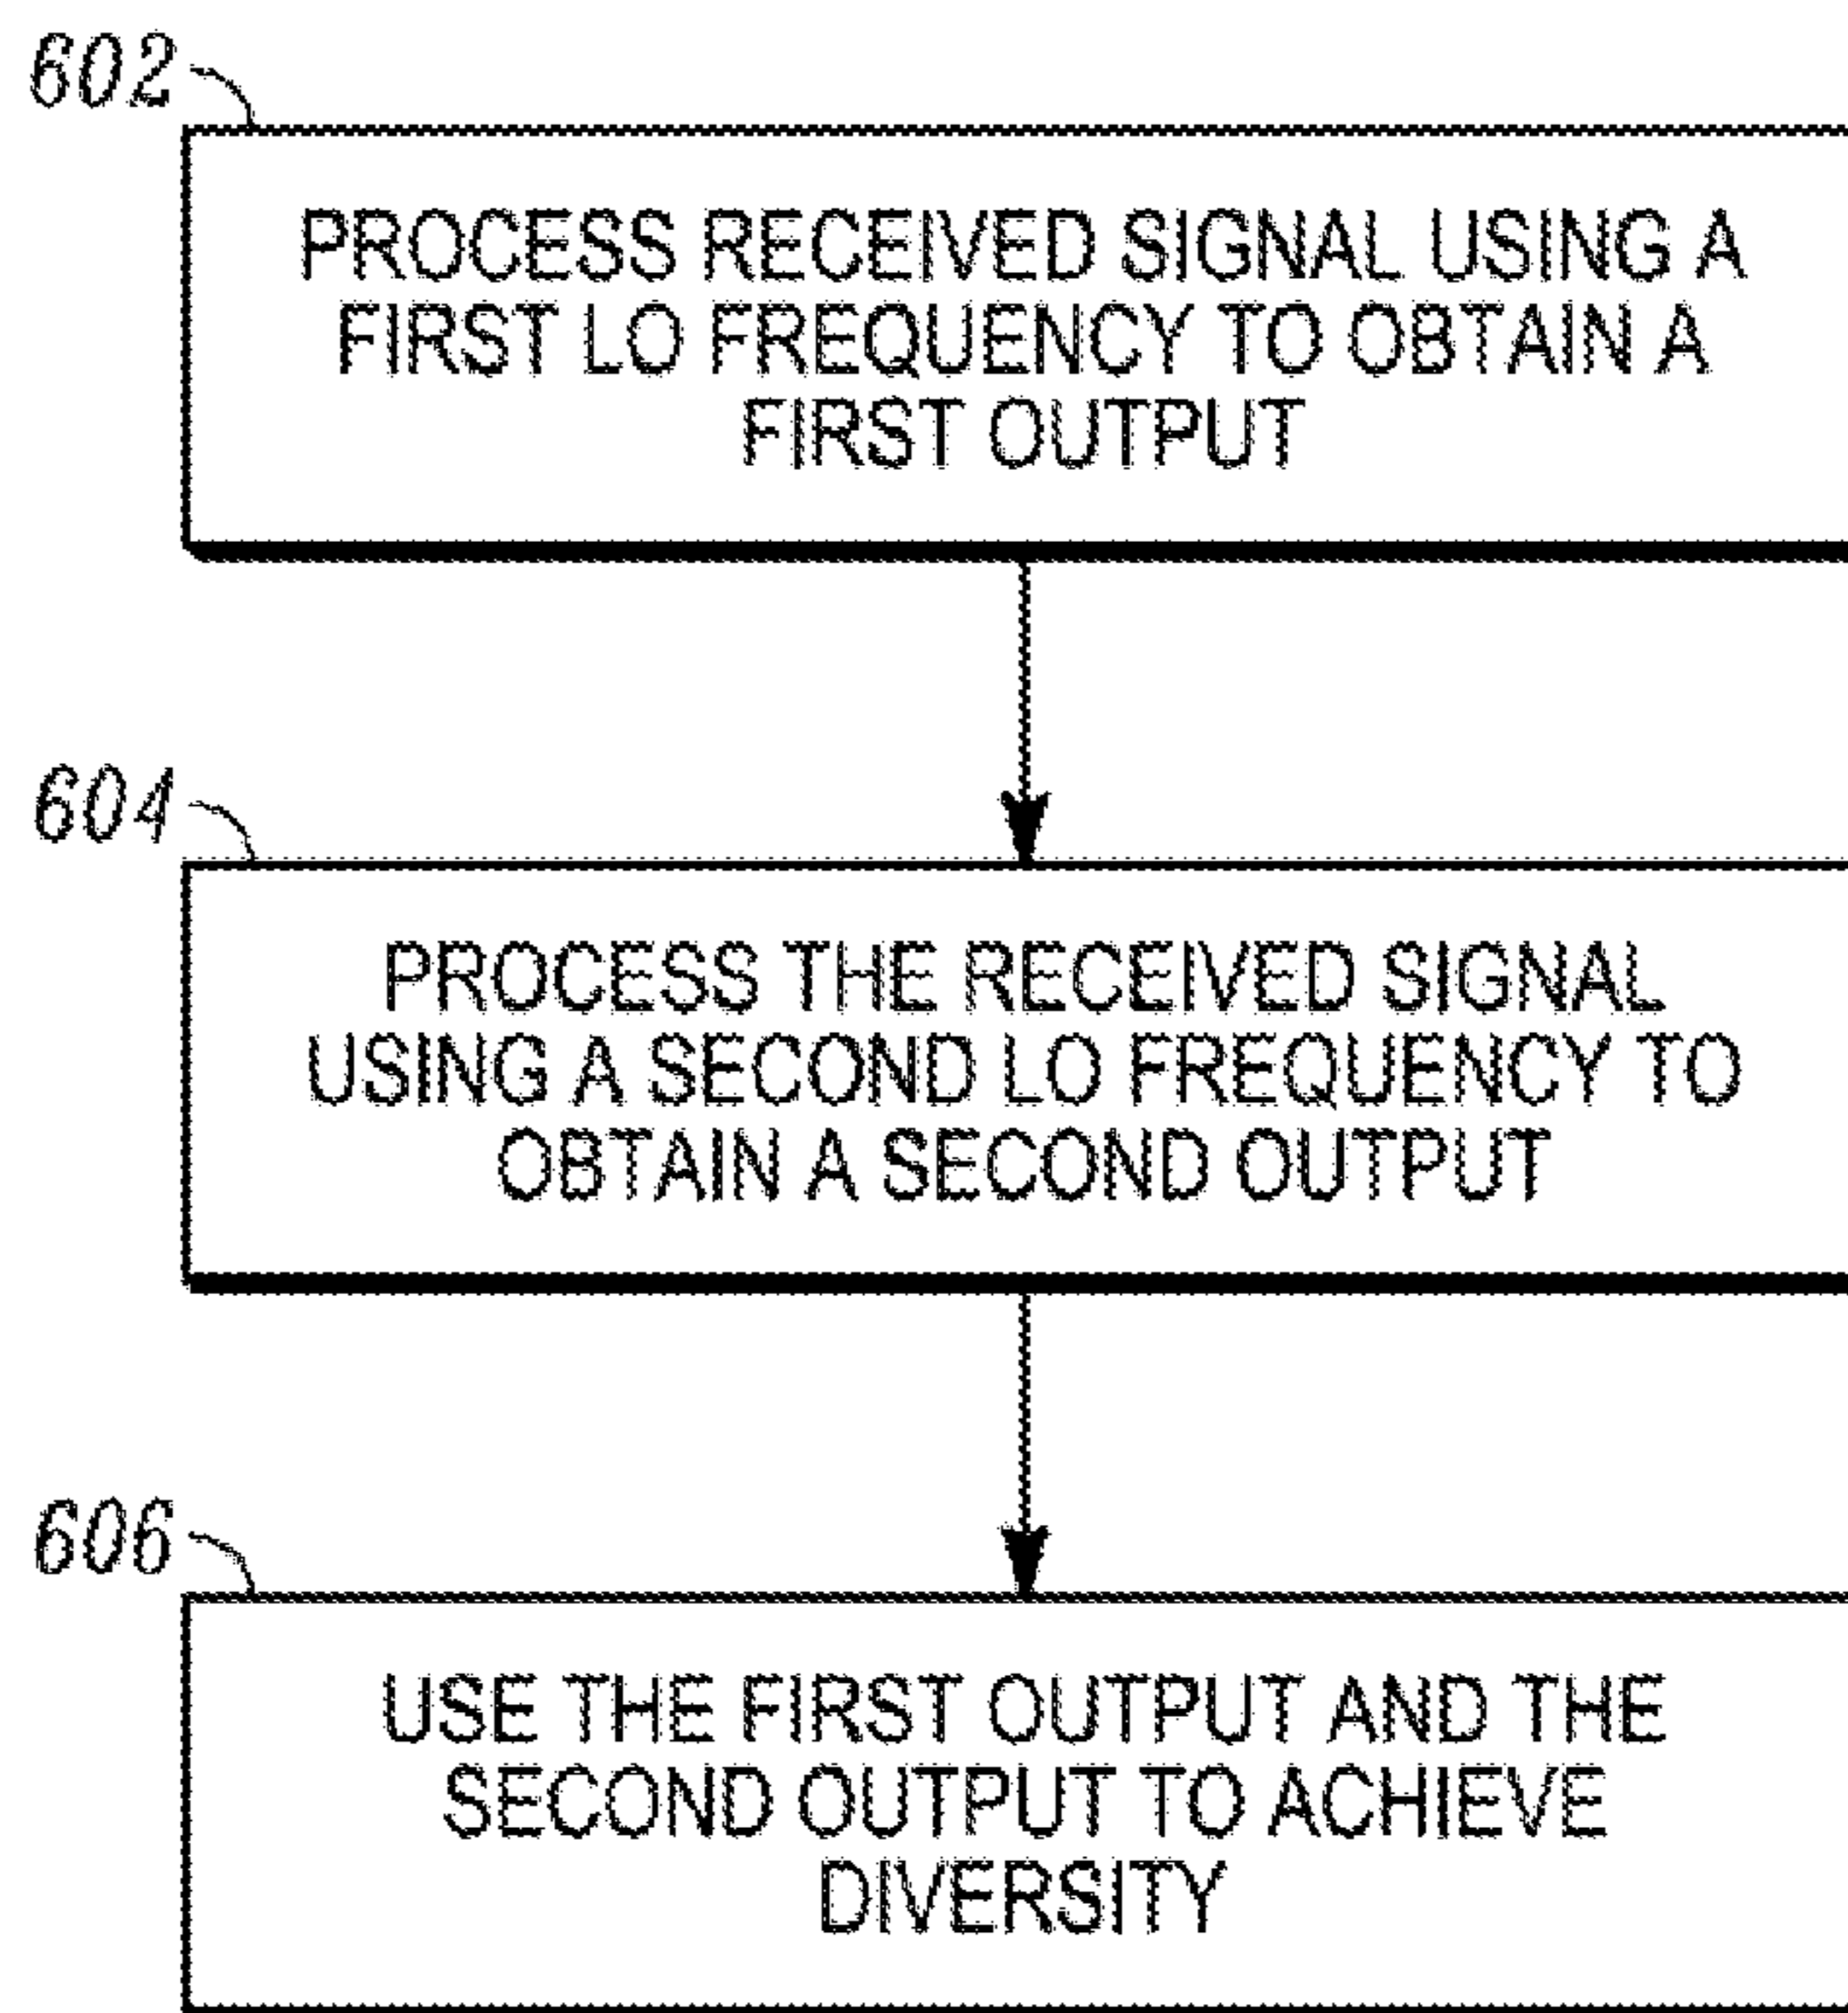 602
PROCESS RECEIVED SIGNAL USING A
FIRST LO FREQUENCY TO OBTAIN A
FIRST OUTPUT
604
PROCESS THE RECEIVED SIGNAL
USING A SECOND LO FREQUENCY TO
OBTAIN A SECOND OUTPUT
606
USE THE FIRST OUTPUT AND THE
SECOND OUTPUT TO ACHIEVE
DIVERSITY